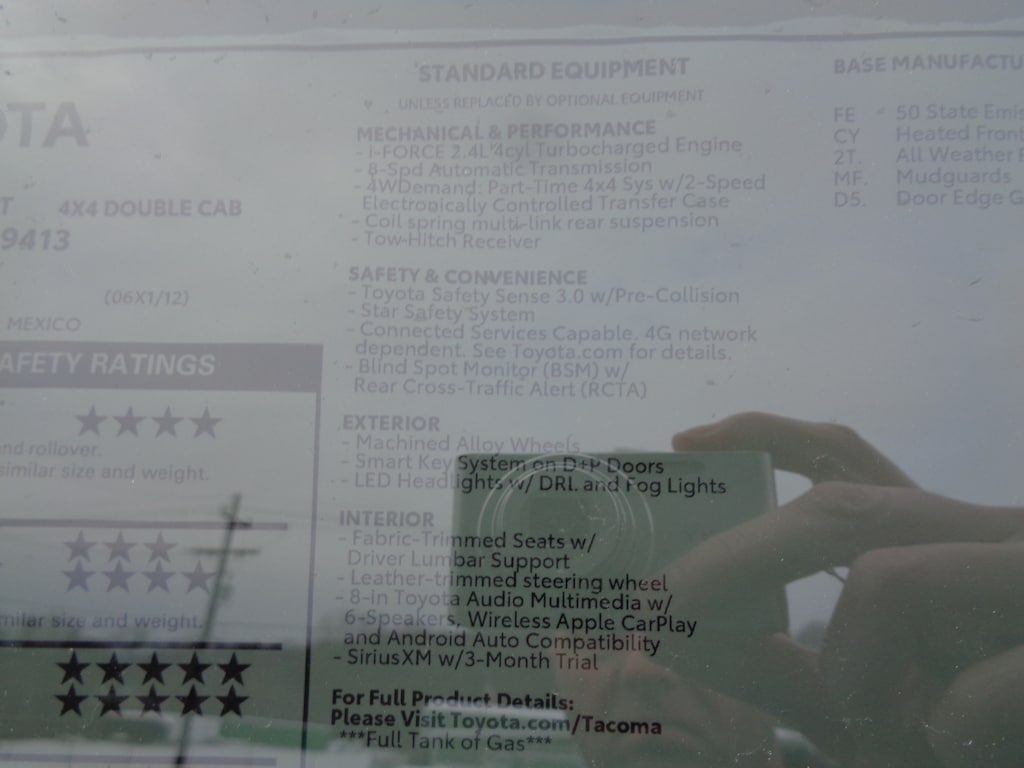 OTA
T 4X4 DOUBLE CAB
9413
(06X1/12)
MEXICO
AFETY RATINGS
nd rollover.
similar size and weight.
milar size and weight.
STANDARD EQUIPMENT
UNLESS REPLACED BY OPTIONAL EQUIPMENT
MECHANICAL & PERFORMANCE
- i-FORCE 2.4L 4cyl Turbocharged Engine
- 8-Spd Automatic Transmission
- 4WDemand: Part-Time 4x4 Sys w/2-Speed
Electronically Controlled Transfer Case
- Coil spring multi-link rear suspension
- Tow Hitch Receiver
SAFETY & CONVENIENCE
- Toyota Safety Sense 3.0 w/Pre-Collision
- Star Safety System
- Connected Services Capable. 4G network
dependent. See Toyota.com for details.
- Blind Spot Monitor (BSM) w/
Rear Cross-Traffic Alert (RCTA)
EXTERIOR
- Machined Alloy Wheels
- Smart Key System on D+P Doors
- LED Headlights w/ DRL and Fog Lights
INTERIOR
- Fabric-Trimmed Seats w/
Driver Lumbar Support
- Leather-trimmed steering wheel
- 8-in Toyota Audio Multimedia w/
6-Speakers, Wireless Apple CarPlay
and Android Auto Compatibility
- SiriusXM w/3-Month Trial
For Full Product Details:
Please Visit Toyota.com/Tacoma
***Full Tank of Gas***
BASE MANUFACTU
FE 50 State Emis
CY Heated Front
2T. All Weather F
MF. Mudguards
D5. Door Edge G